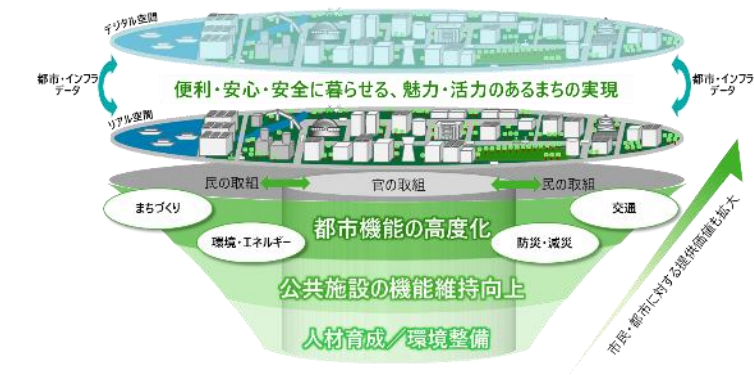 デジタル空間
都市・インフラ
データ
都市・インフラ
データ
便利・安心・安全に暮らせる、魅力・活力のあるまちの実現
リアル空間
民の取組
官の取組
民の取組
まちづくり
交通
環境・エネルギー
都市機能の高度化
防災・減災
公共施設の機能維持向上
人材育成／環境整備
市民・都市に対する提供価値も拡大